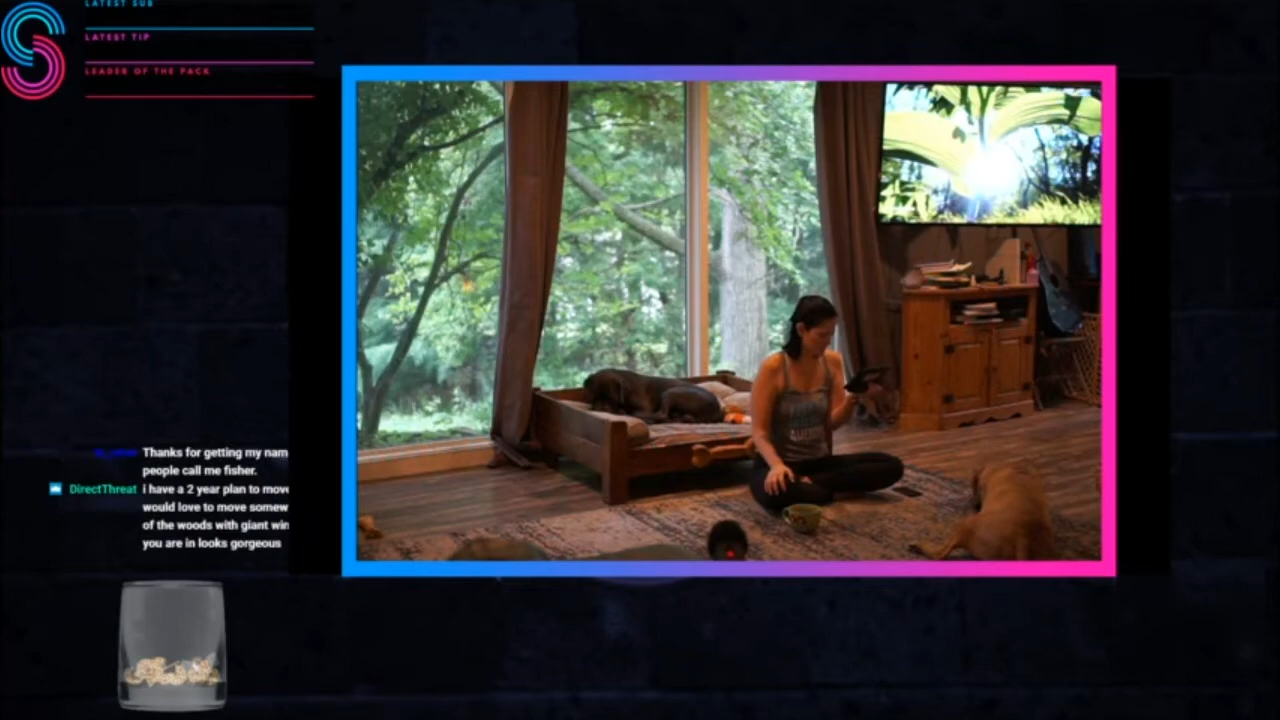 LATEST SUB
LATEST TIP
LEADER OF THE PACK
Thanks for getting my nam
people call me fisher.
DirectThreat i have a 2 year plan to move
would love to move somew
of the woods with giant win
you are in looks gorgeous